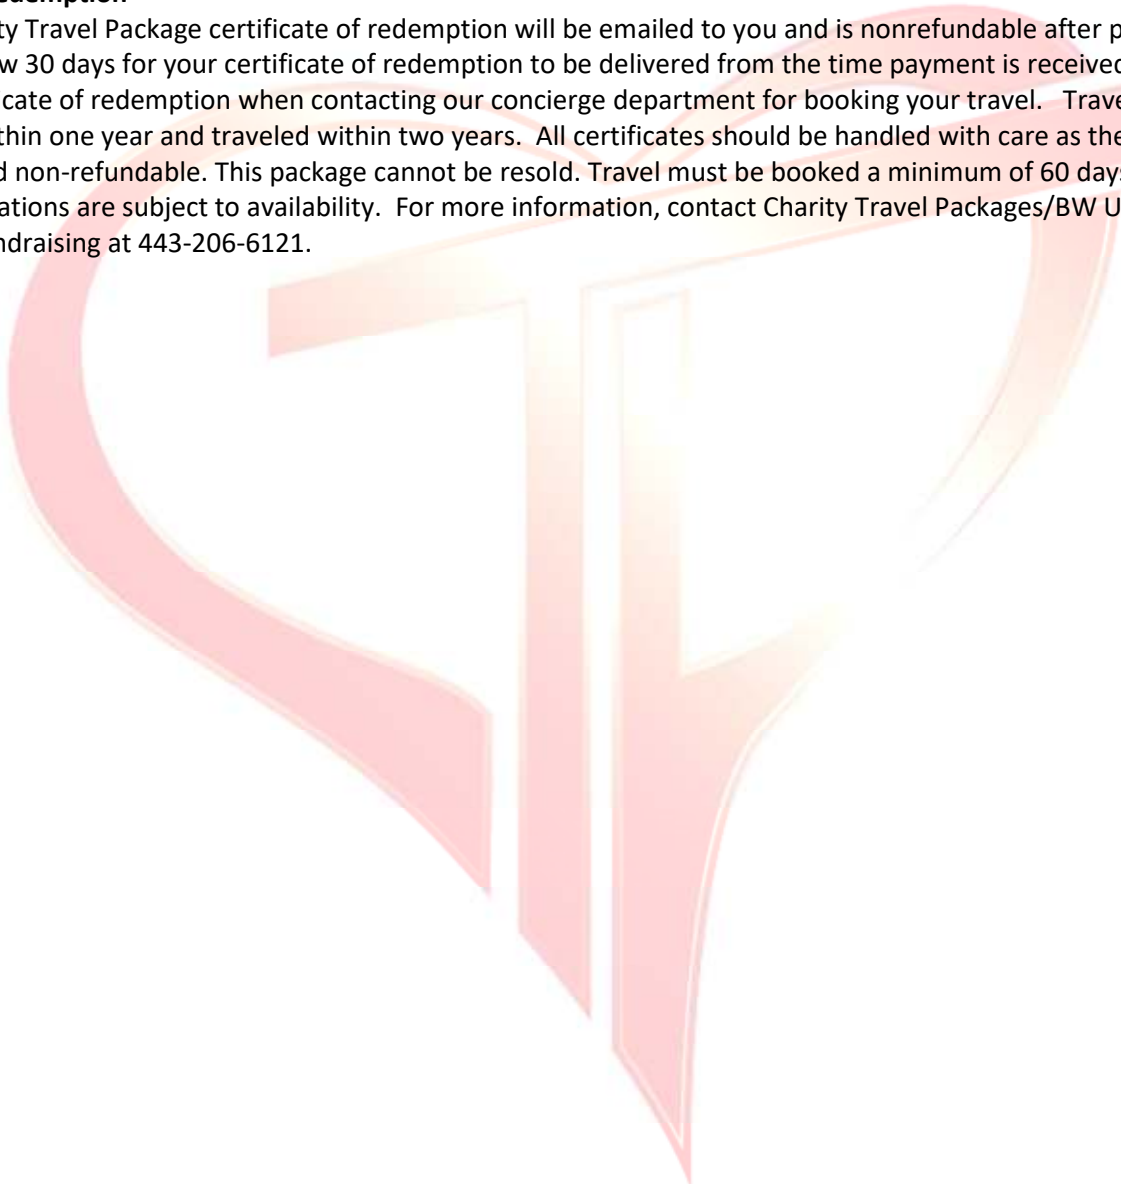 edemption
ty Travel Package certificate of redemption will be emailed to you and is nonrefundable after p
w 30 days for your certificate of redemption to be delivered from the time payment is received
icate of redemption when contacting our concierge department for booking your travel.   Trave
thin one year and traveled within two years.  All certificates should be handled with care as the
d non-refundable. This package cannot be resold. Travel must be booked a minimum of 60 days
ations are subject to availability.  For more information, contact Charity Travel Packages/BW U
ndraising at 443-206-6121.